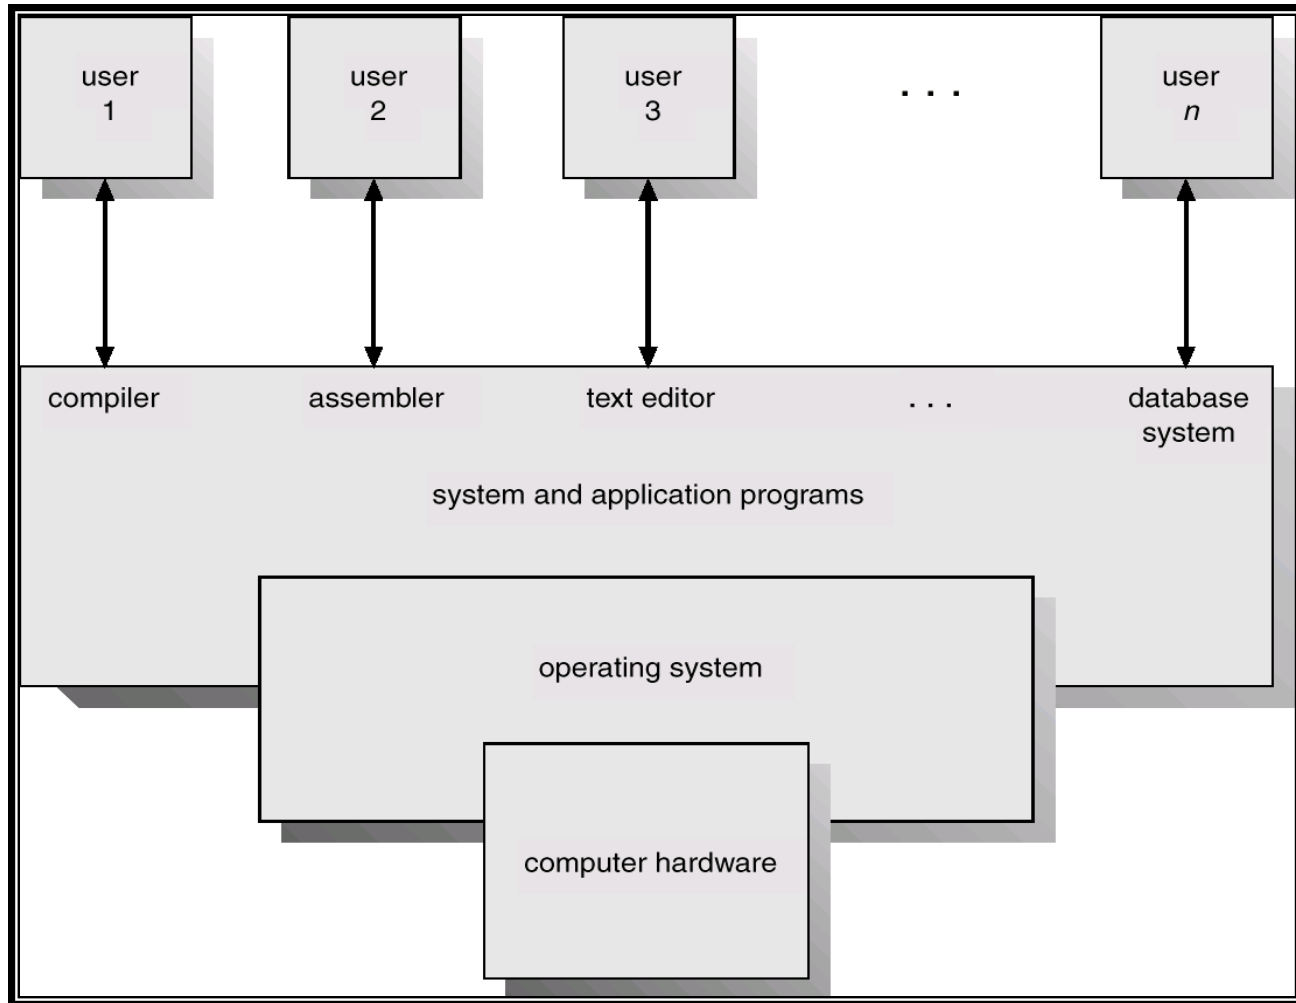 user
1
user
2
user
3
. . .
user
n
compiler
assembler
text editor
. . .
database
system
system and application programs
operating system
computer hardware